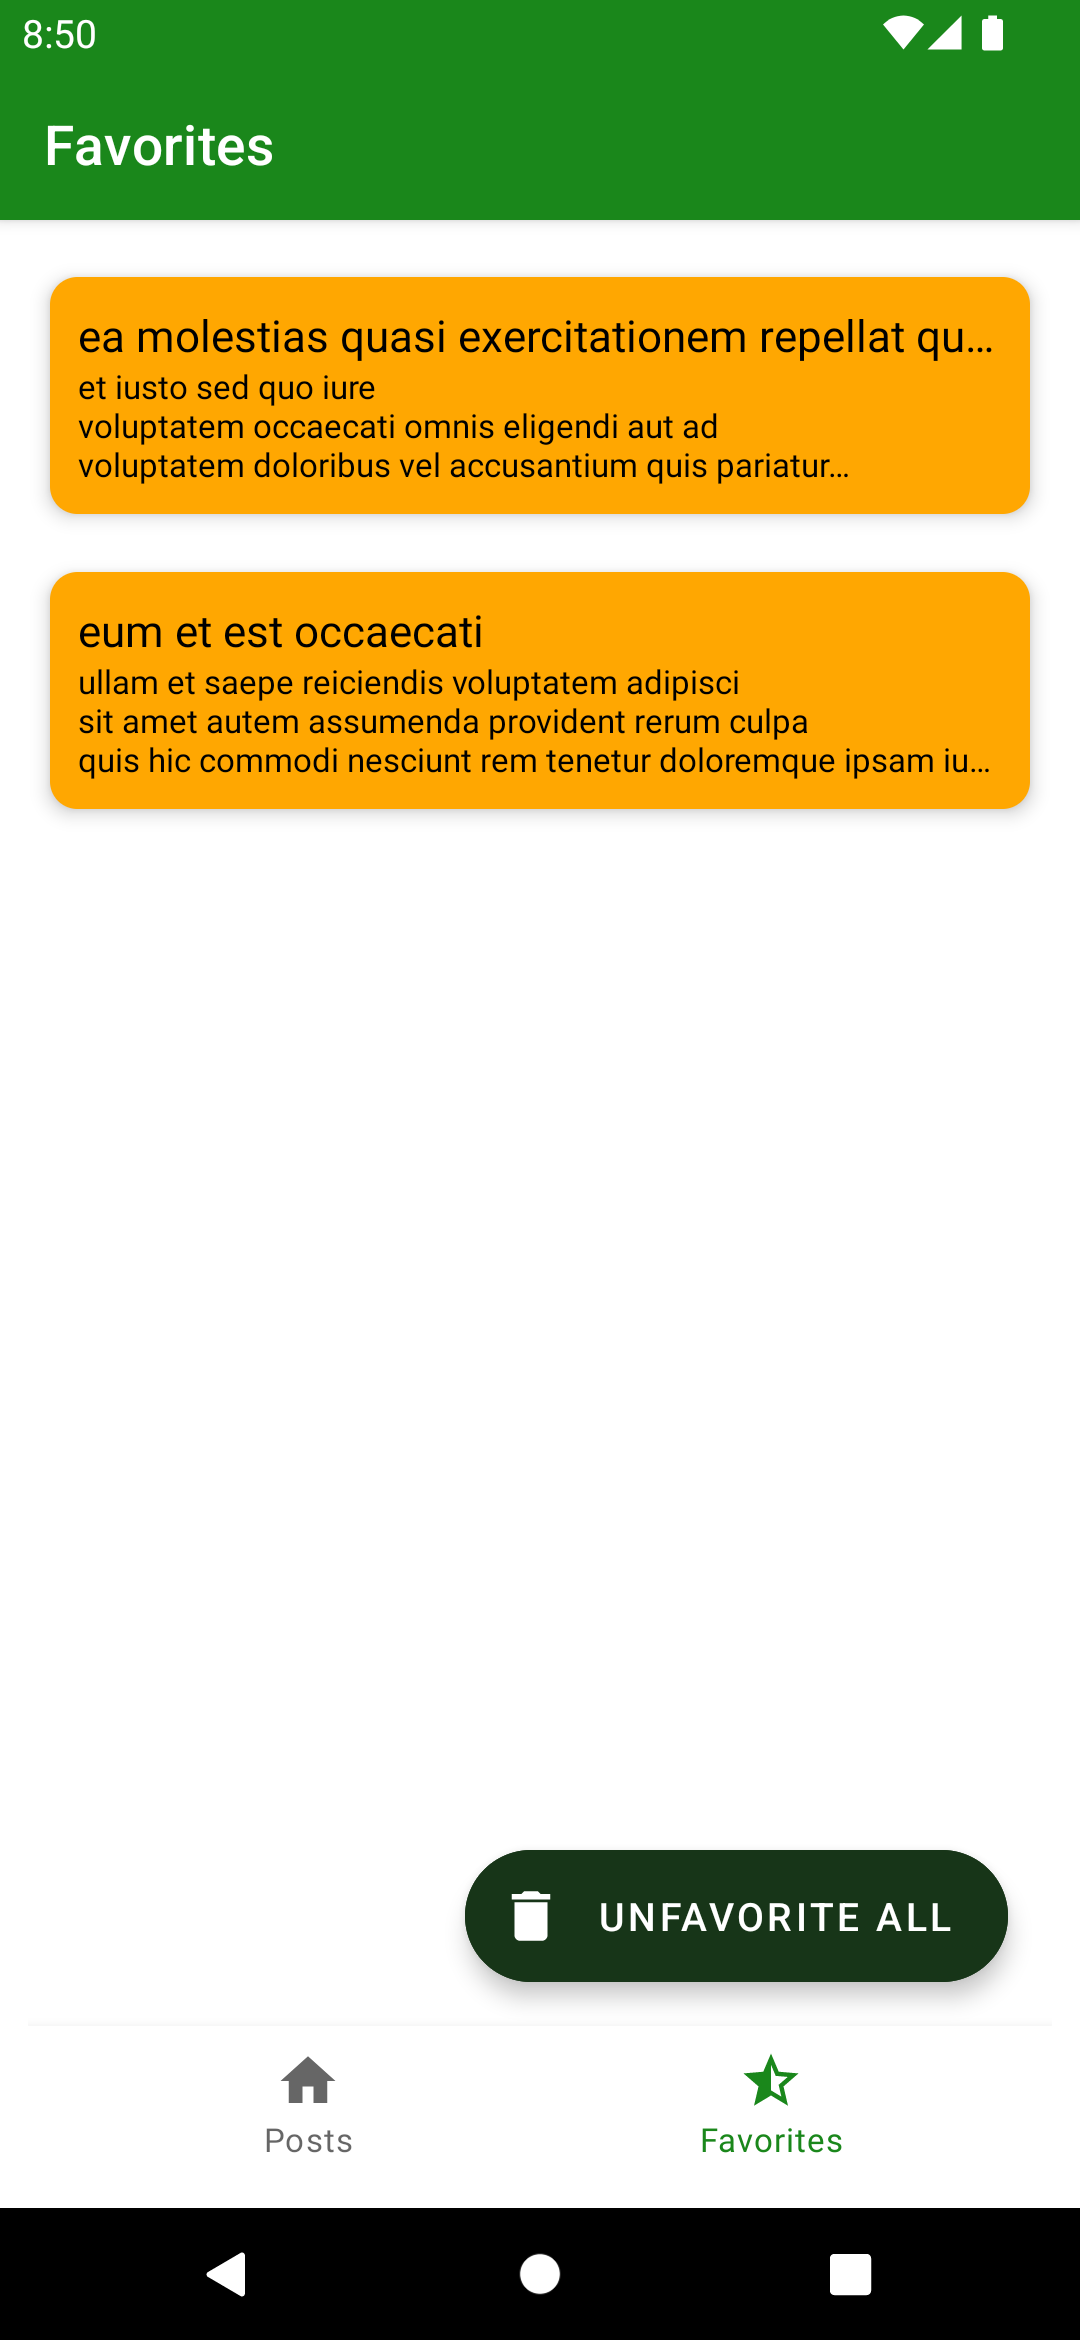 8:50
Favorites
ea molestias quasi exercitationem repellat qu...
et iusto sed quo iure
voluptatem occaecati omnis eligendi aut ad
voluptatem doloribus vel accusantium quis pariatur...
eum et est occaecati
ullam et saepe reiciendis voluptatem adipisci
sit amet autem assumenda provident rerum culpa
quis hic commodi nesciunt rem tenetur doloremque ipsam iu...
UNFAVORITE ALL
Posts
Favorites